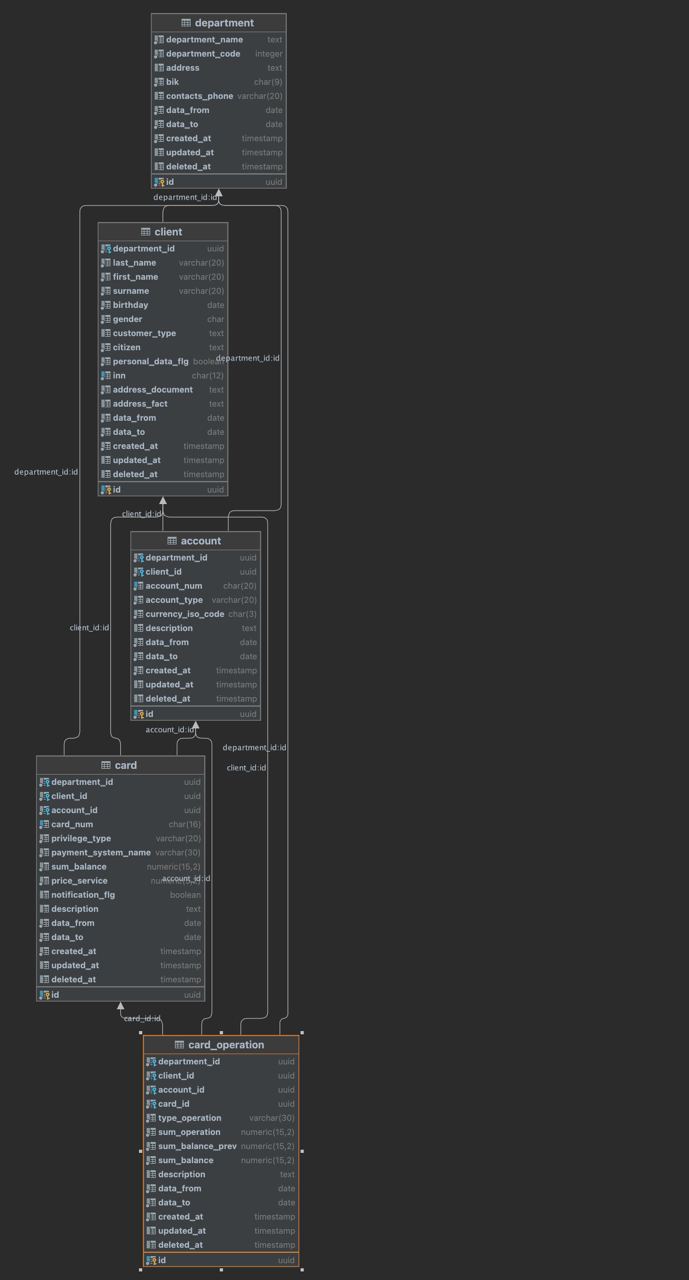 department
department_name text
department_code integer
address text
bik char(9)
contacts_phone varchar(20)
data_from date
data_to date
created_at timestamp
updated_at timestamp
deleted_at timestamp
id uuid
department_id:id
client
department_id uuid
last_name varchar(20)
first_name varchar(20)
surname varchar(20)
birthday date
gender char
customer_type text
citizen text
personal_data_flg boolean
department_id:id
inn char(12)
address_document text
address_fact text
data_from date
data_to date
created_at timestamp
updated_at timestamp
department_id:id
deleted_at timestamp
id uuid
client_id:id
account
department_id uuid
client_id uuid
account_num char(20)
account_type varchar(20)
currency_iso_code char(3)
client_id:id
description text
data_from date
data_to date
created_at timestamp
updated_at timestamp
deleted_at timestamp
id uuid
account_id:id
department_id:id
card
client_id:id
department_id uuid
client_id uuid
account_id uuid
card_num char(16)
privilege_type varchar(20)
payment_system_name varchar(30)
sum_balance numeric(15,2)
price_service
account_id:id
notification_flg boolean
description text
data_from date
data_to date
created_at timestamp
updated_at timestamp
deleted_at timestamp
id uuid
card_id:id
card_operation
department_id uuid
client_id uuid
account_id uuid
card_id uuid
type_operation varchar(30)
sum_operation numeric(15,2)
sum_balance_prev numeric(15,2)
sum_balance numeric(15,2)
description text
data_from date
data_to date
created_at timestamp
updated_at timestamp
deleted_at timestamp
id uuid